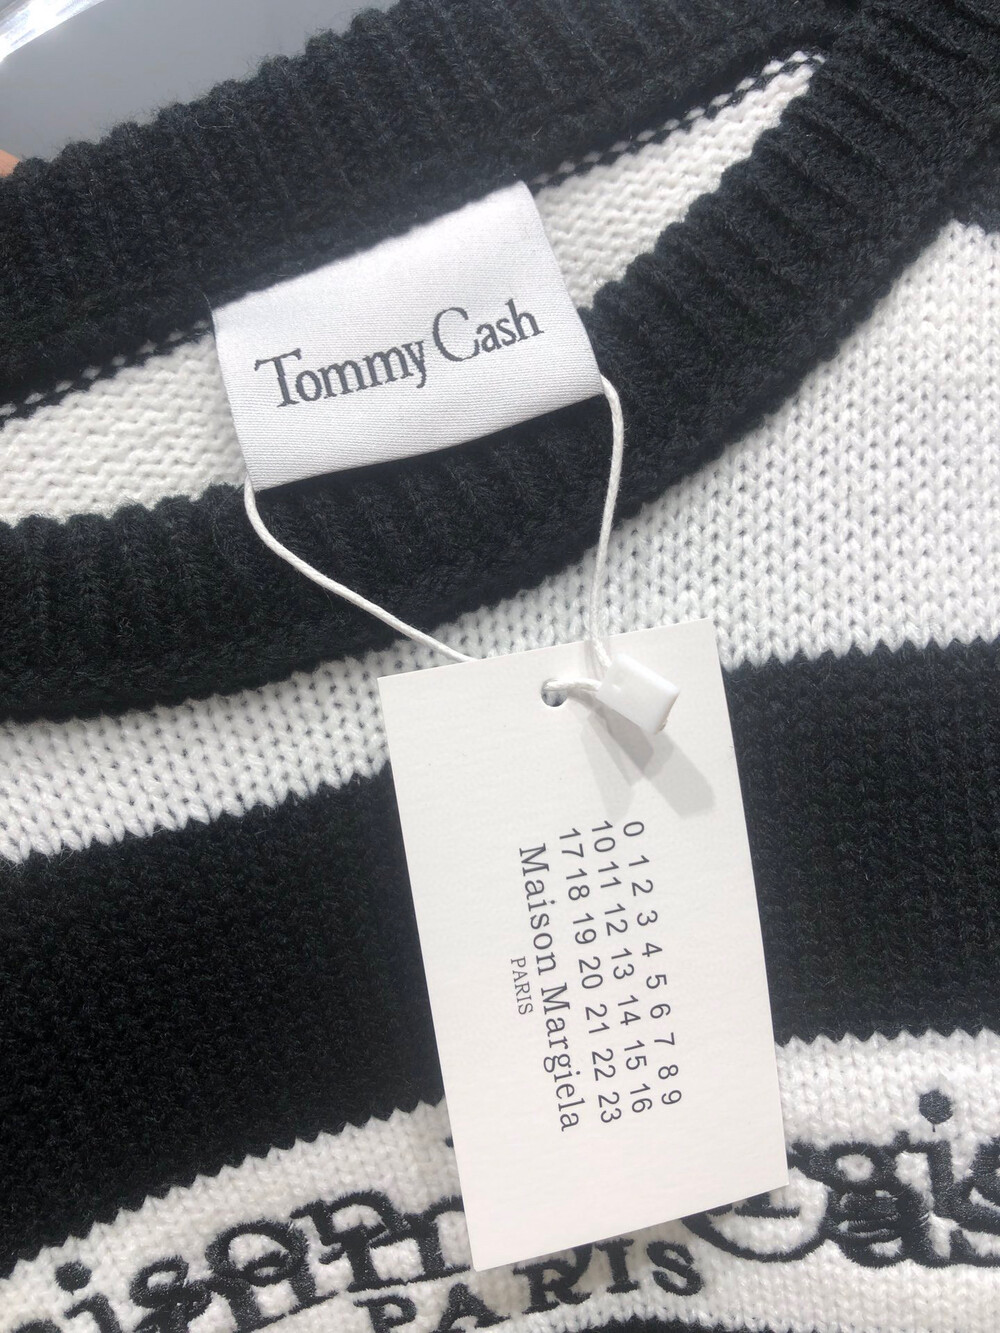 Tommy Cash
0 1 2 3 4 5 6 7 8 9
10 11 12 13 14 15 16
17 18 19 20 21 22 23
Maison Margiela
PARIS
PARIS